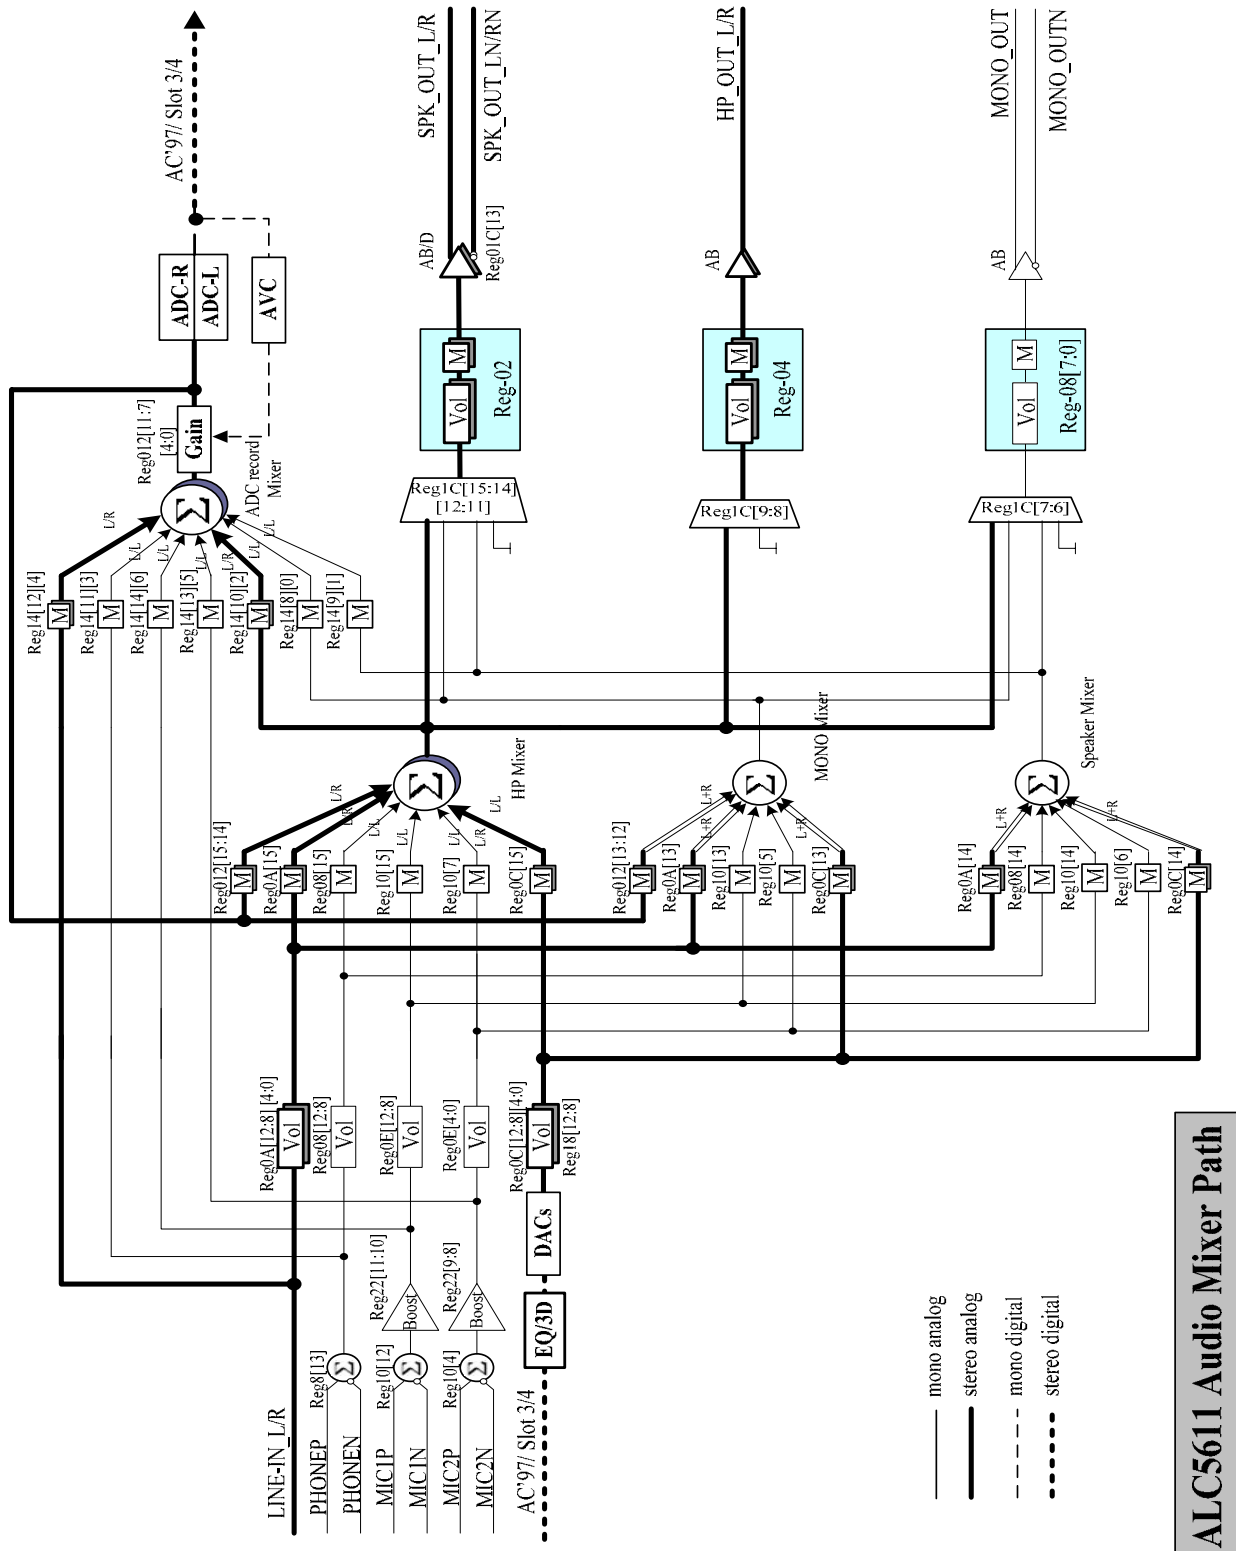 ALC5611 Audio Mixer Path
mono analog
stereo analog
mono digital
stereo digital
LINE-IN_L/R
PHONEP
PHONEN
MIC1P
MIC1N
MIC2P
MIC2N
AC'97/ Slot 3/4
Reg8[13]
Σ
Reg10[12]
Σ
Reg10[4]
Σ
EQ/3D
Reg22[11:10]
Boost
Reg22[9:8]
Boost
DACs
Reg0A[12:8] [4:0]
Vol
Reg08[12:8]
Vol
Reg0E[12:8]
Vol
Reg0E[4:0]
Vol
Reg0C[12:8][4:0]
Vol
Reg18[12:8]
Reg012[15:14]
M
Reg0A[15]
M
Reg08[15]
M
Reg10[15]
M
Reg10[7]
M
Reg0C[15]
M
L/R
L/R
L/L
L/L
L/L
L/R
L/L
Σ
HP Mixer
Reg012[13:12]
M
Reg0A[13]
M
Reg10[13]
M
Reg10[5]
M
Reg0C[13]
M
L+R
L+R
L+R
Σ
MONO Mixer
Reg0A[14]
M
Reg08[14]
M
Reg10[14]
M
Reg10[6]
M
Reg0C[14]
M
L+R
L+R
Σ
Speaker Mixer
Reg14[12][4]
M
Reg14[11][3]
M
Reg14[14][6]
M
Reg14[13][5]
M
Reg14[10][2]
M
Reg14[8][0]
M
Reg14[9][1]
M
L/R
L/L
L/L
L/L
L/R
L/L
L/L
Σ
ADC record
Mixer
Reg012[11:7]
[4:0]
Gain
ADC-R
ADC-L
AVC
AC'97/ Slot 3/4
Reg1C[15:14]
[12:11]
Vol
M
Reg-02
AB/D
Reg01C[13]
SPK_OUT_L/R
SPK_OUT_LN/RN
Reg1C[9:8]
Vol
M
Reg-04
AB
HP_OUT_L/R
Reg1C[7:6]
Vol
M
Reg-08[7:0]
AB
MONO_OUT
MONO_OUTN